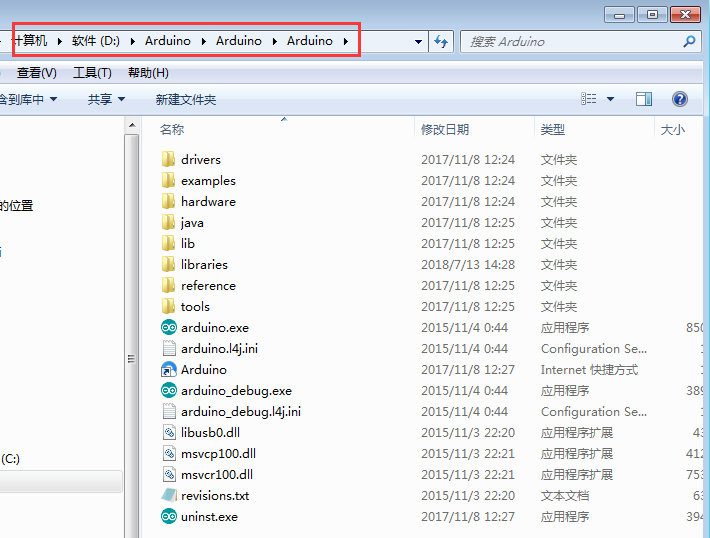 计算机 ▸ 软件 (D:) ▸ Arduino ▸ Arduino ▸ Arduino ▸ 搜索 Arduino
查看(V) 工具(T) 帮助(H)
含到库中 共享 新建文件夹
名称 修改日期 类型 大小
drivers 2017/11/8 12:24 文件夹
examples 2017/11/8 12:24 文件夹
hardware 2017/11/8 12:24 文件夹
的位置
java 2017/11/8 12:25 文件夹
lib 2017/11/8 12:25 文件夹
libraries 2018/7/13 14:28 文件夹
reference 2017/11/8 12:25 文件夹
tools 2017/11/8 12:25 文件夹
arduino.exe 2015/11/4 0:44 应用程序 850
arduino.l4j.ini 2015/11/4 0:44 Configuration Se... 1
Arduino 2017/11/8 12:27 Internet 快捷方式 1
arduino_debug.exe 2015/11/4 0:44 应用程序 389
arduino_debug.l4j.ini 2015/11/4 0:44 Configuration Se... 1
libusb0.dll 2015/11/3 22:20 应用程序扩展 43
(C:)
msvcp100.dll 2015/11/3 22:21 应用程序扩展 412
msvcr100.dll 2015/11/3 22:21 应用程序扩展 753
revisions.txt 2015/11/3 22:20 文本文档 63
uninst.exe 2017/11/8 12:27 应用程序 394